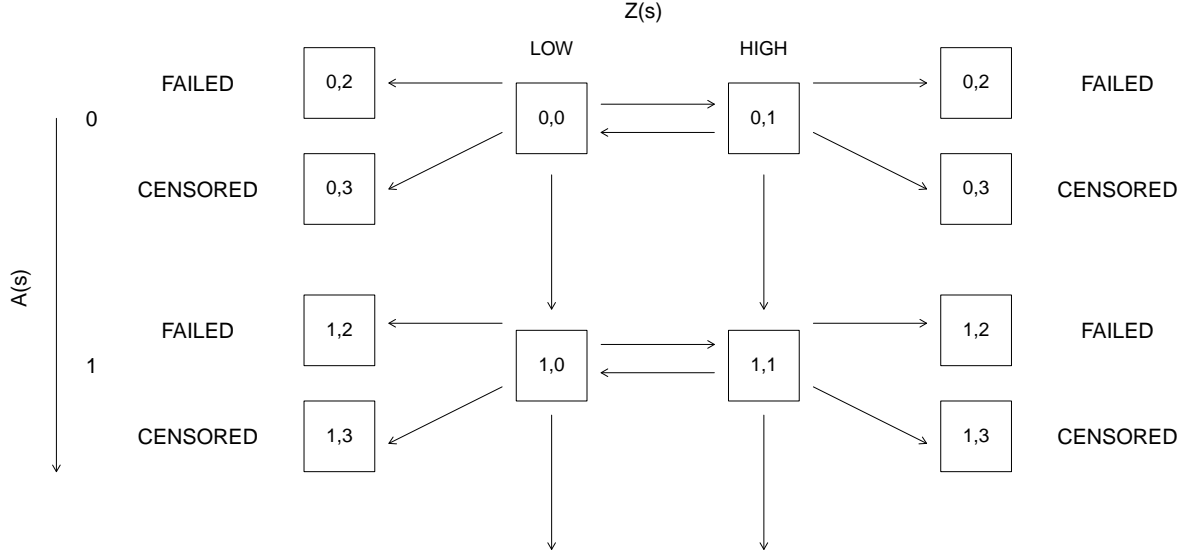 Z(s)
LOW HIGH
FAILED 0,2 0,2 FAILED
0,0 0,1
0
CENSORED 0,3 0,3 CENSORED
A(s)
FAILED 1,2 1,2 FAILED
1 1,0 1,1
CENSORED 1,3 1,3 CENSORED